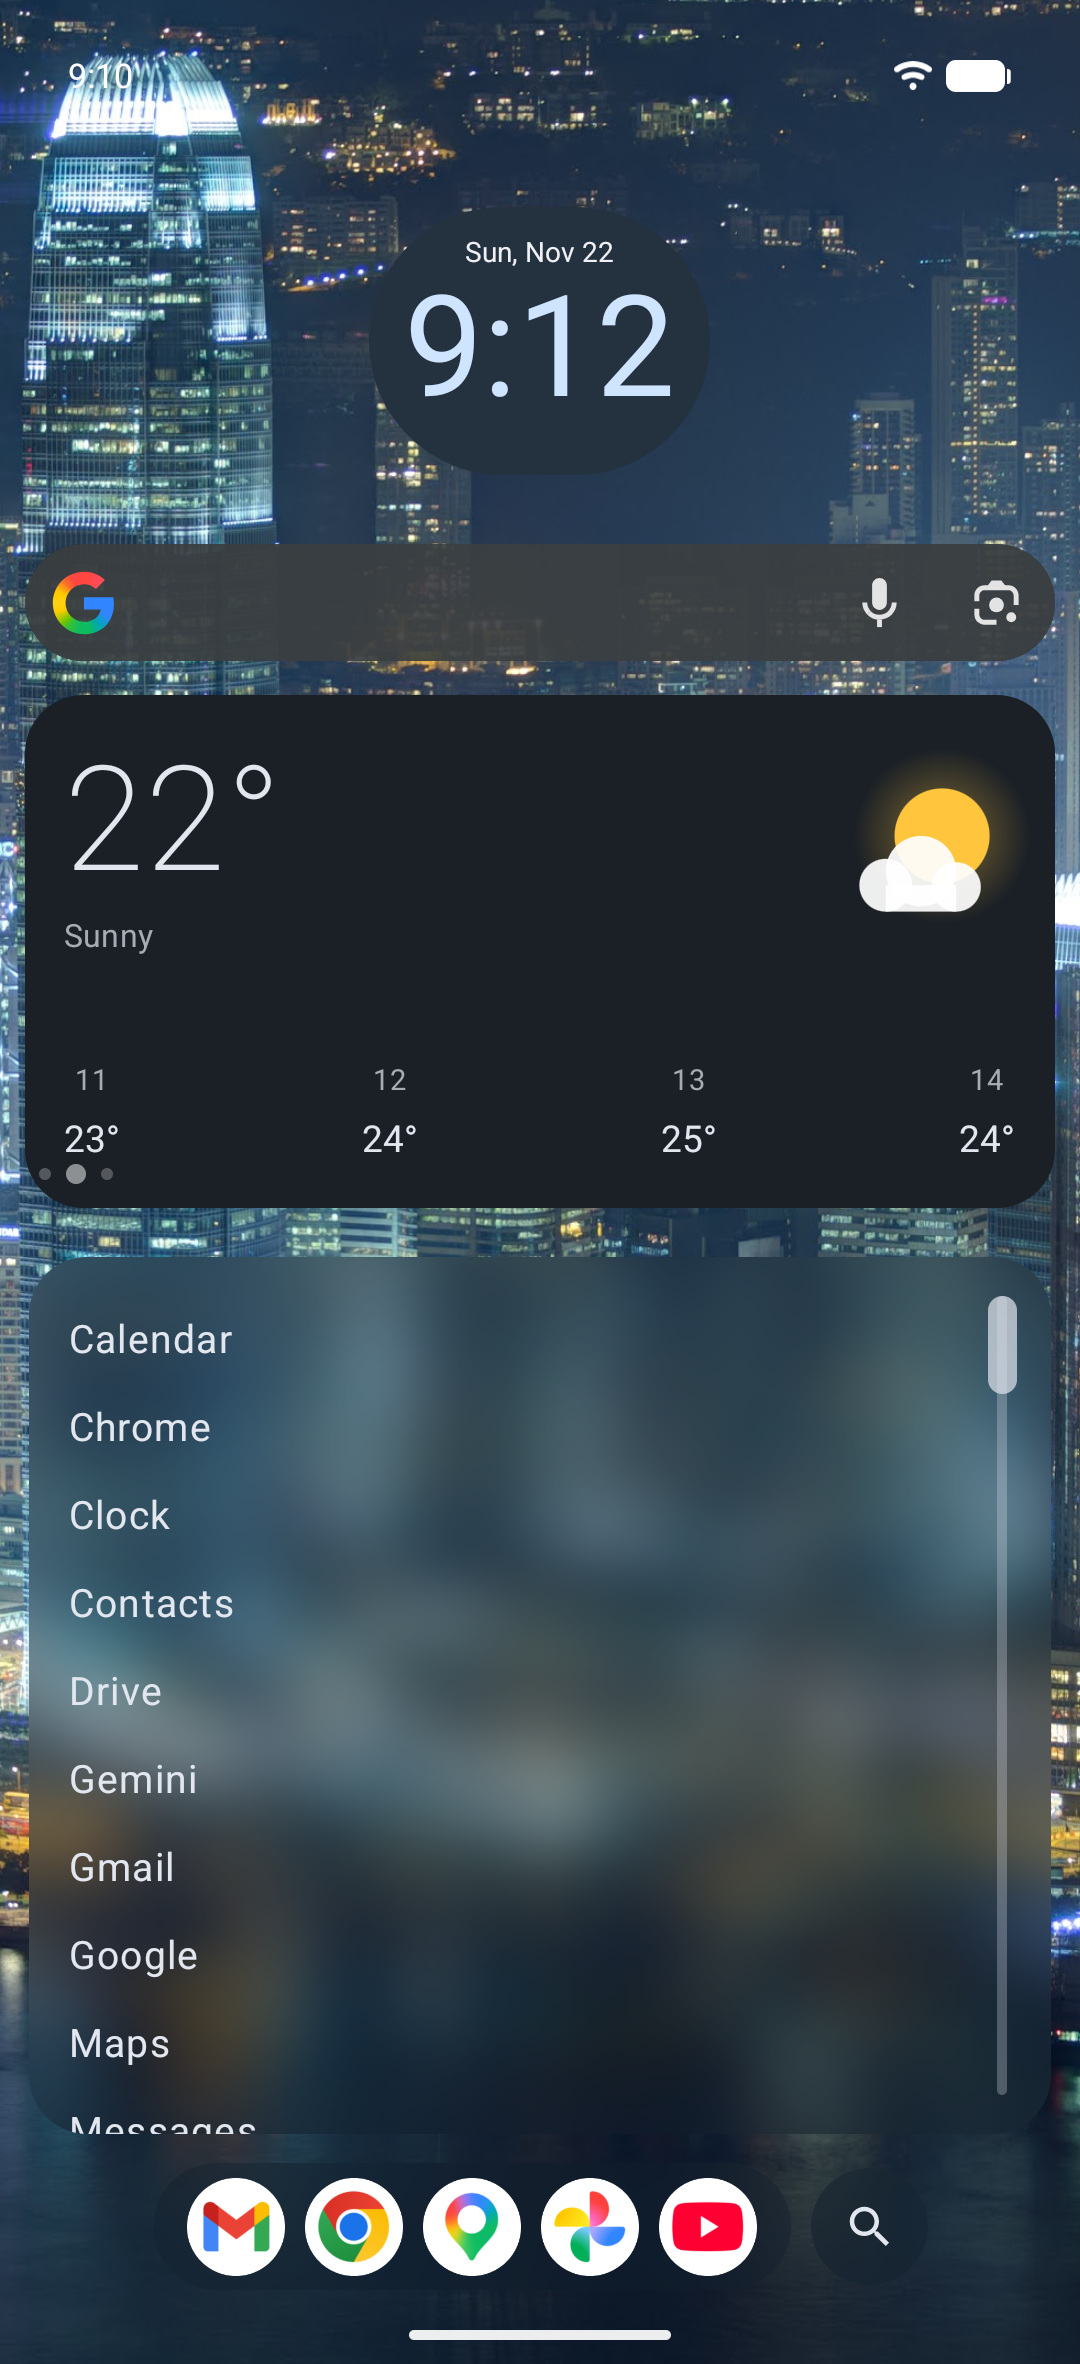 9:10
Sun, Nov 22
9:12
22°
Sunny
11 12 13 14
23° 24° 25° 24°
Calendar
Chrome
Clock
Contacts
Drive
Gemini
Gmail
Google
Maps
Messages